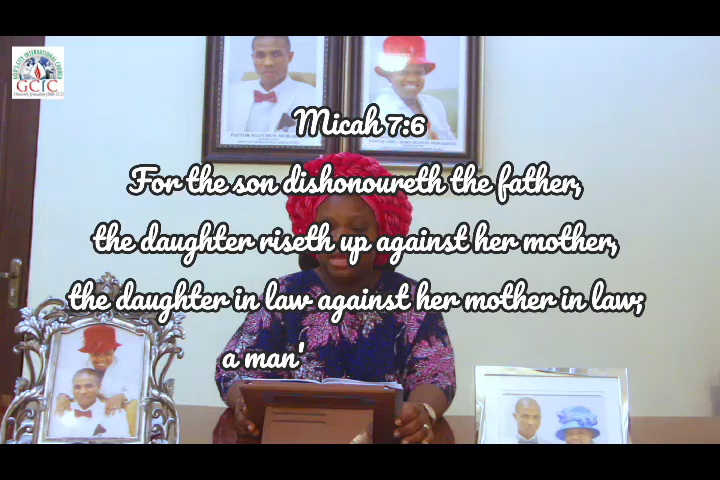 GCIC
Micah 7:6
For the son dishonoureth the father,
the daughter riseth up against her mother,
the daughter in law against her mother in law;
a man'